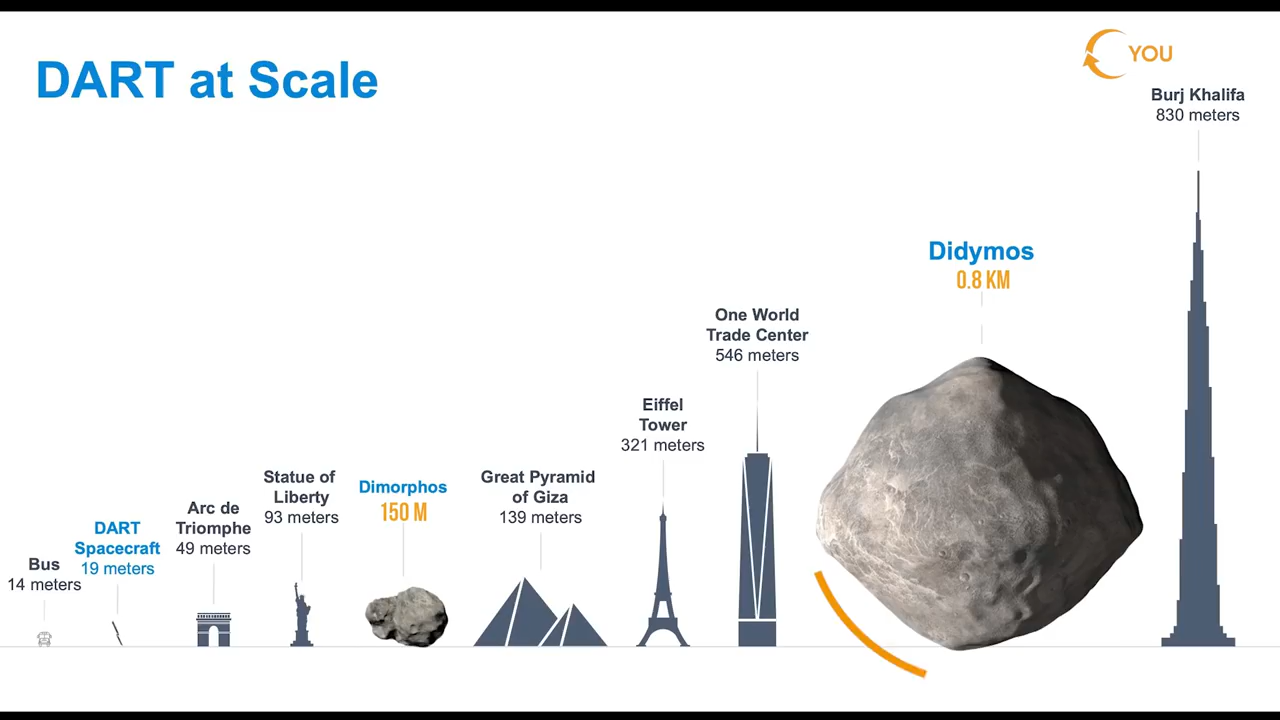 DART at Scale
YOU
Burj Khalifa
830 meters
Didymos
0.8 KM
One World
Trade Center
546 meters
Eiffel
Tower
321 meters
Great Pyramid
of Giza
139 meters
Dimorphos
150 M
Statue of
Liberty
93 meters
Arc de
Triomphe
49 meters
DART
Spacecraft
19 meters
Bus
14 meters